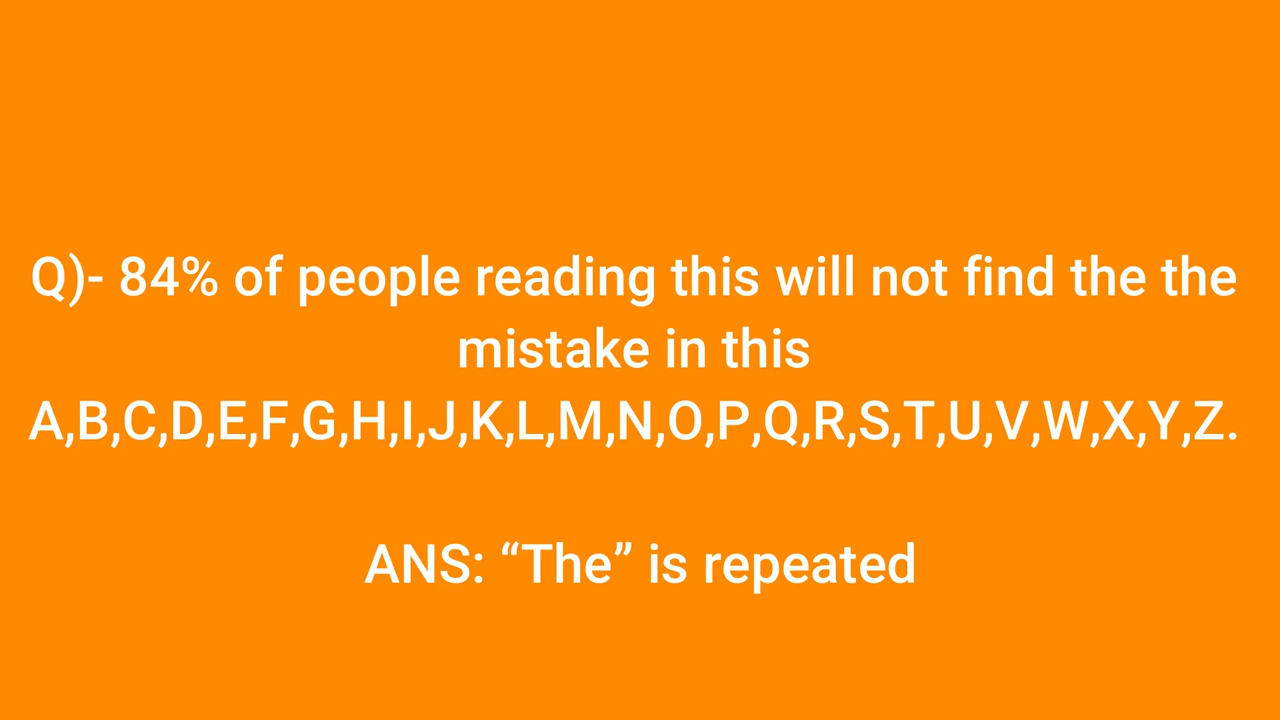 Q)- 84% of people reading this will not find the the
mistake in this
A,B,C,D,E,F,G,H,I,J,K,L,M,N,O,P,Q,R,S,T,U,V,W,X,Y,Z.
ANS: “The” is repeated